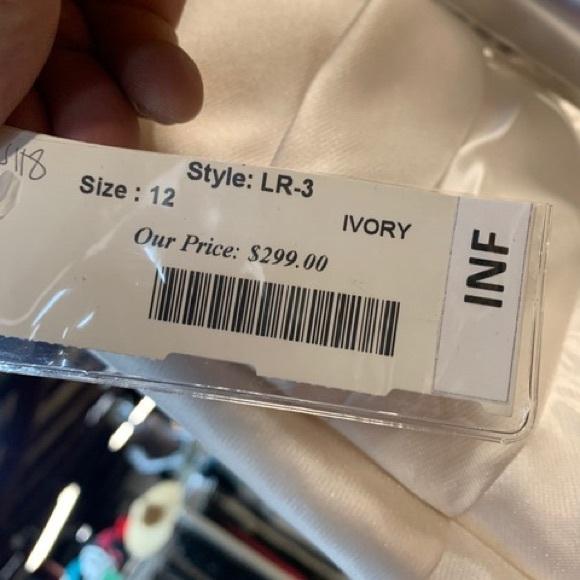 Style: LR-3
Size : 12
IVORY
Our Price: $299.00
INF